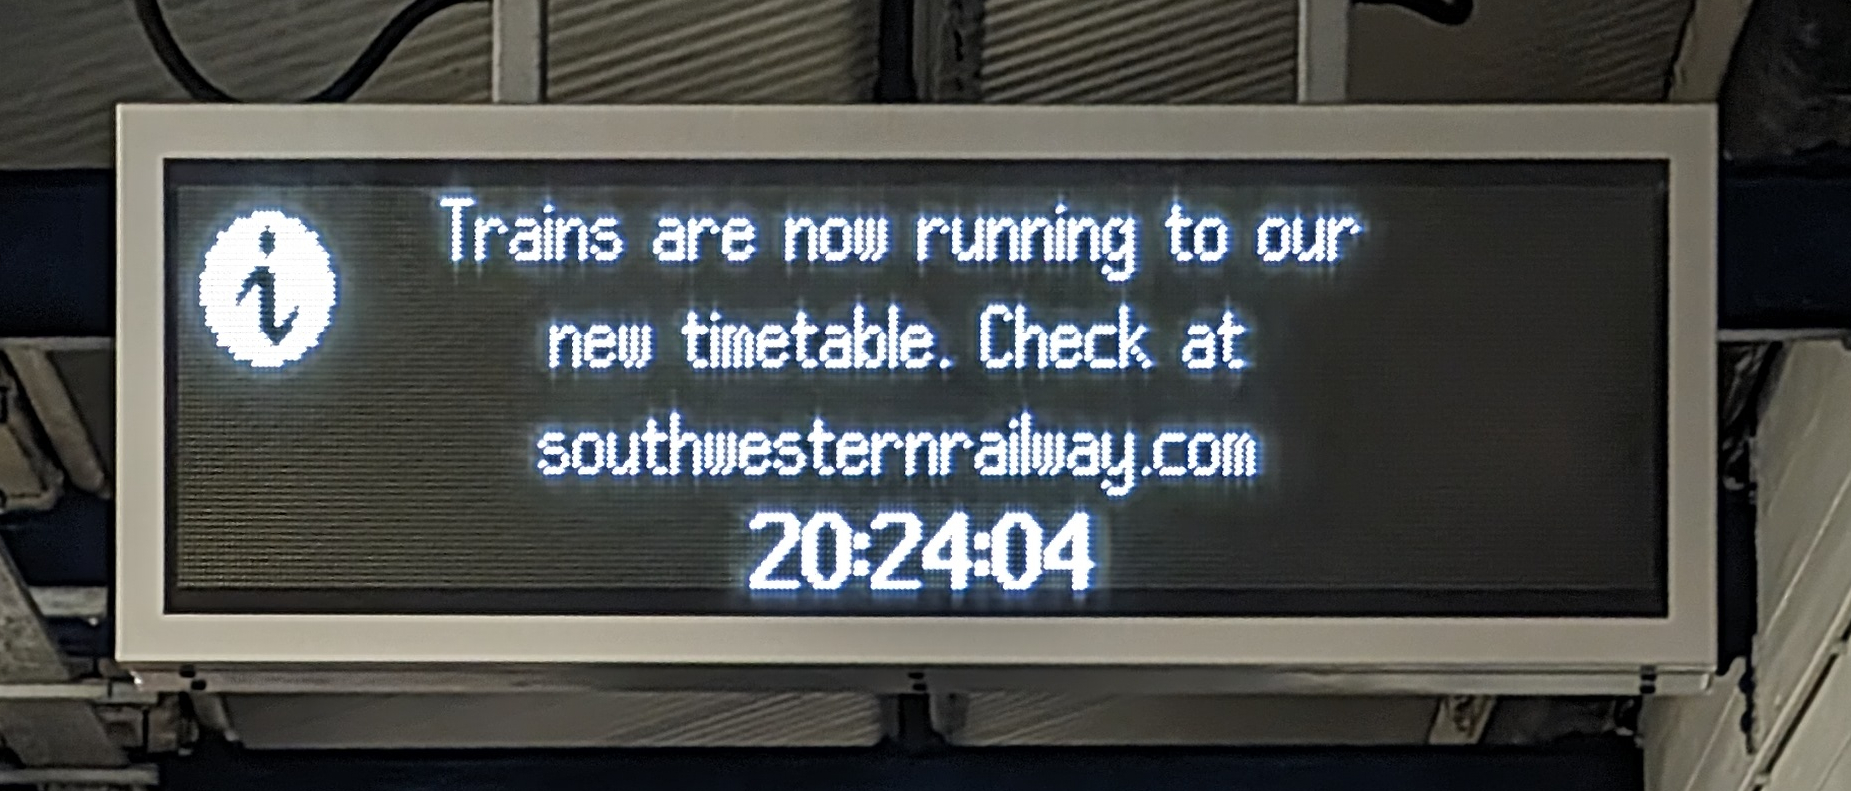 i
Trains are now running to our
new timetable. Check at
southwesternrailway.com
20:24:04